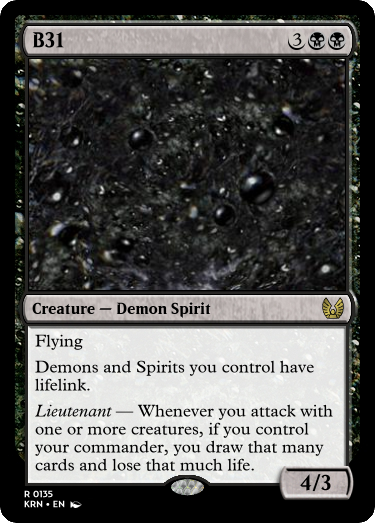 B31
3
Creature — Demon Spirit
Flying
Demons and Spirits you control have
lifelink.
Lieutenant — Whenever you attack with
one or more creatures, if you control
your commander, you draw that many
cards and lose that much life.
4/3
R 0135
KRN • EN